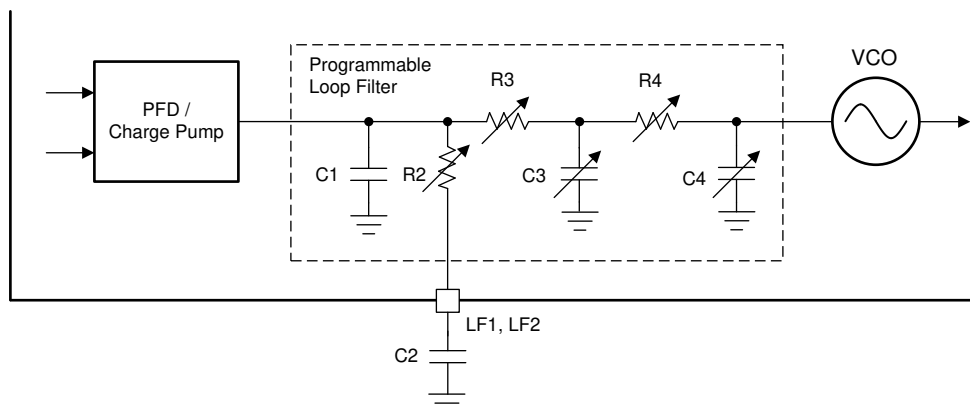 Programmable
Loop Filter
PFD /
Charge Pump
R3
R4
VCO
C1
R2
C3
C4
LF1, LF2
C2